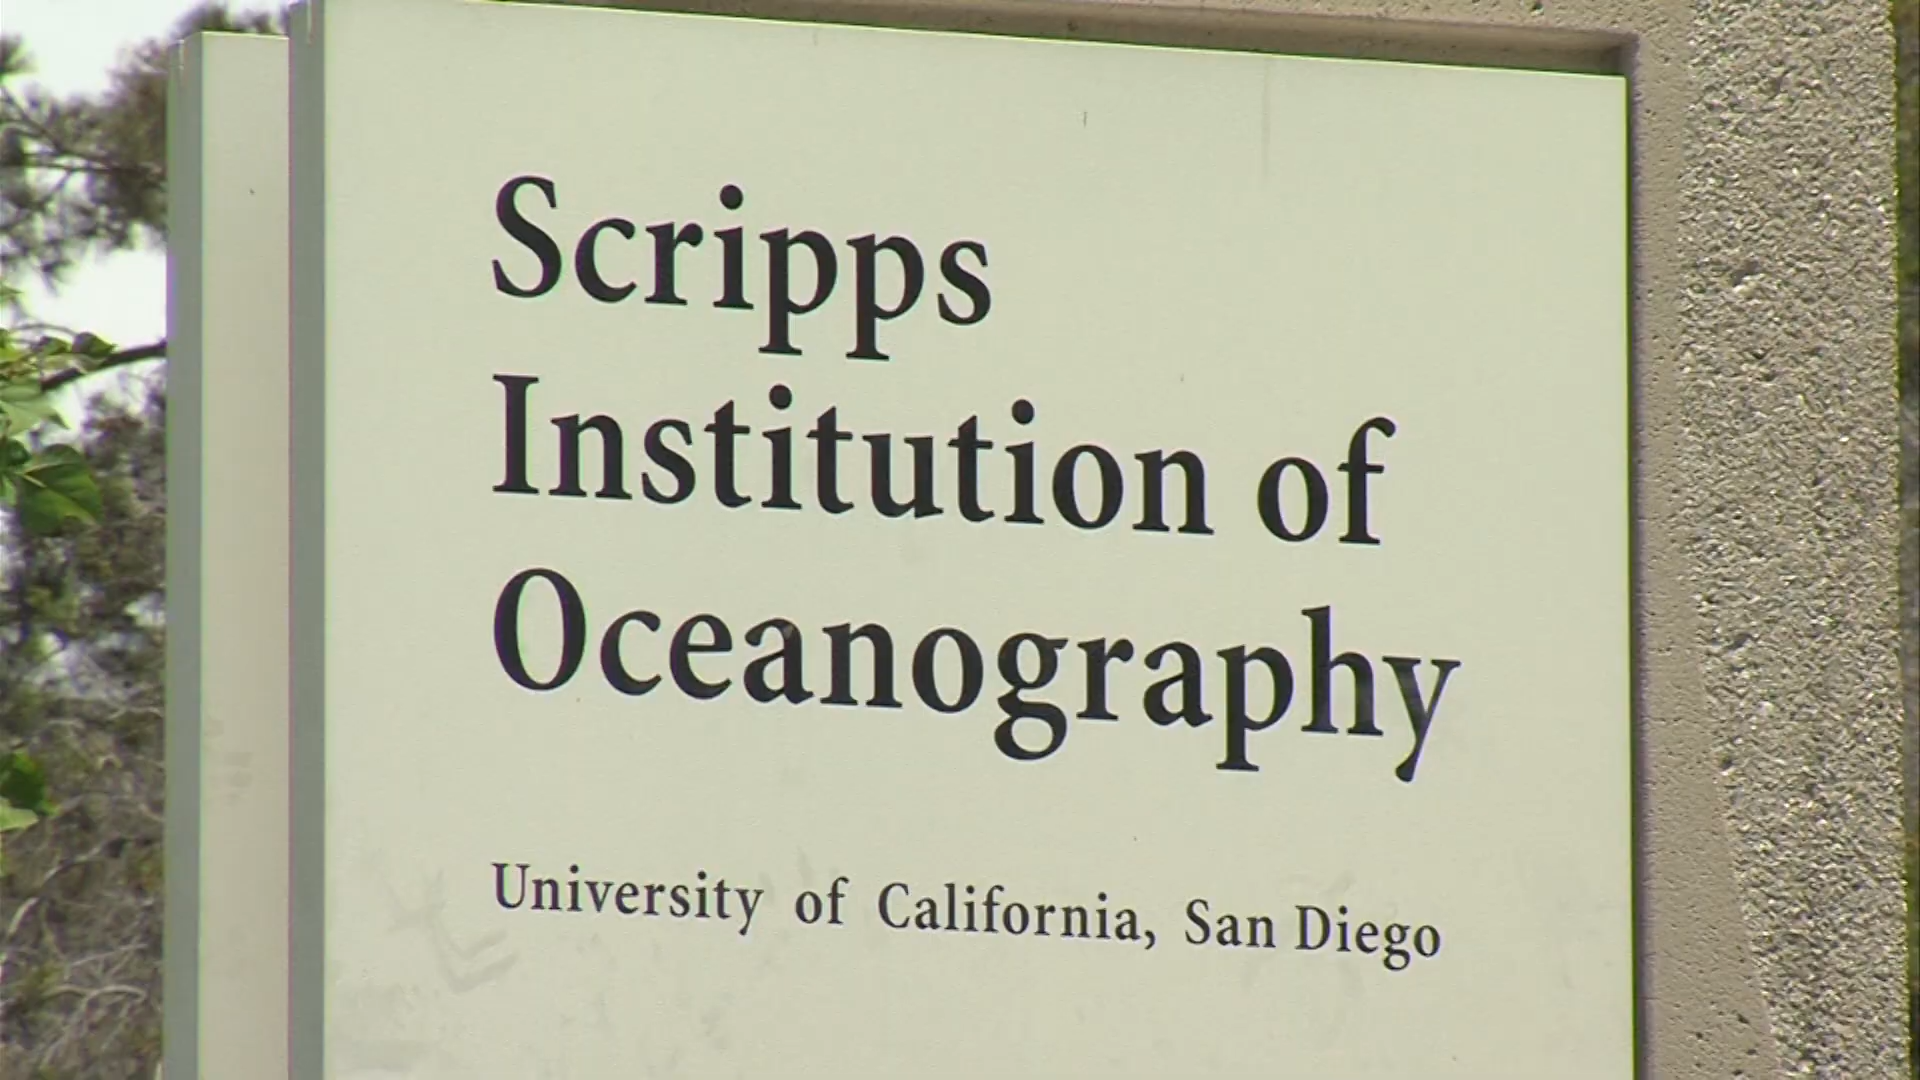 Scripps
Institution of
Oceanography
University of California, San Diego